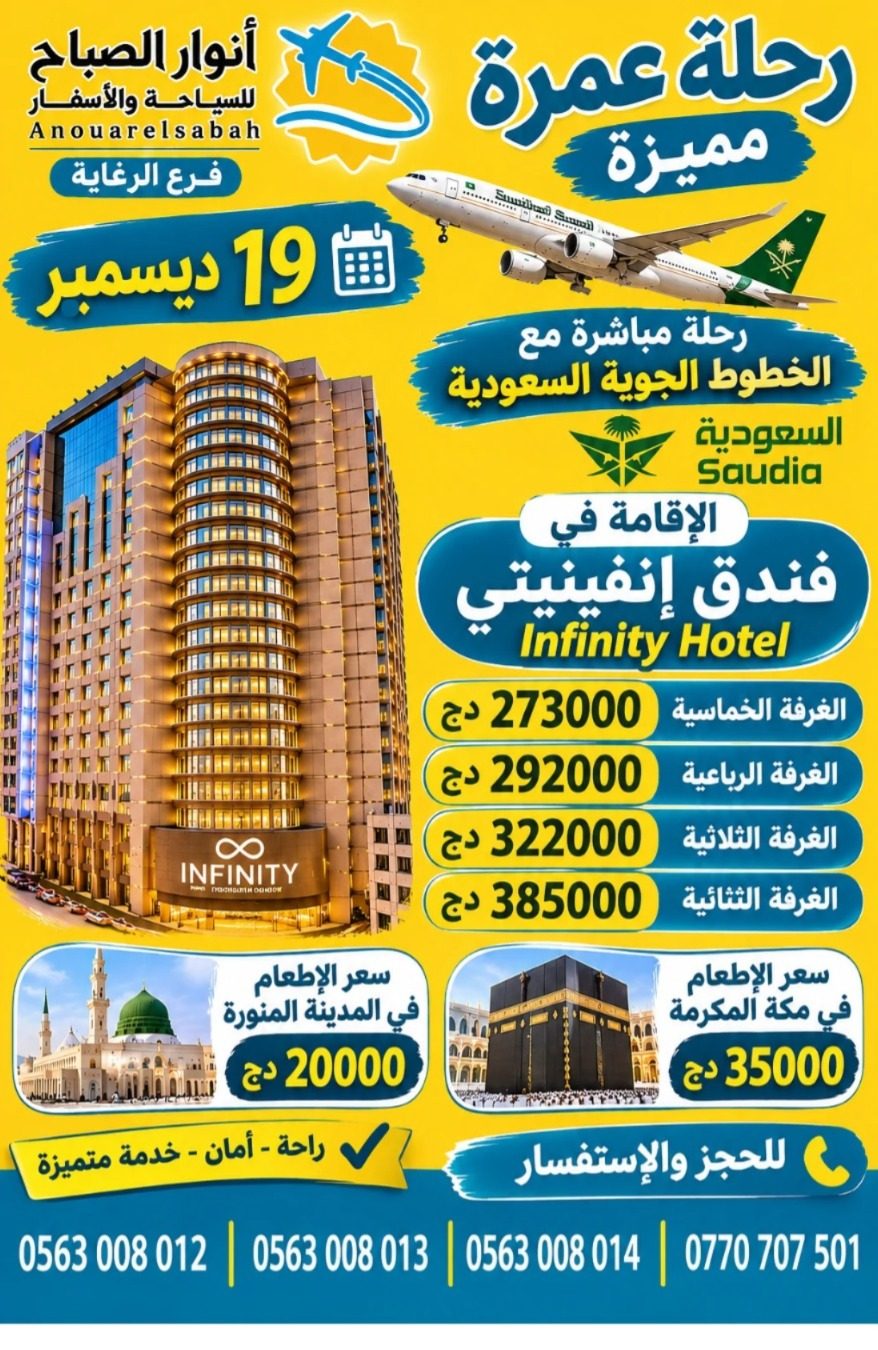 أنوار الصباح
للسياحة والأسفار
Anouarelsabah
فرع الرغاية
رحلة عمرة
مميزة
19 ديسمبر
رحلة مباشرة مع
الخطوط الجوية السعودية
السعودية
Saudia
الإقامة في
فندق إنفينيتي
Infinity Hotel
الغرفة الخماسية 273000 دج
الغرفة الرباعية 292000 دج
الغرفة الثلاثية 322000 دج
الغرفة الثثائية 385000 دج
INFINITY
سعر الإطعام
في مكة المكرمة
35000 دج
سعر الإطعام
في المدينة المنورة
20000 دج
راحة - أمان - خدمة متميزة
للحجز والإستفسار
0563 008 012 | 0563 008 013 | 0563 008 014 | 0770 707 501